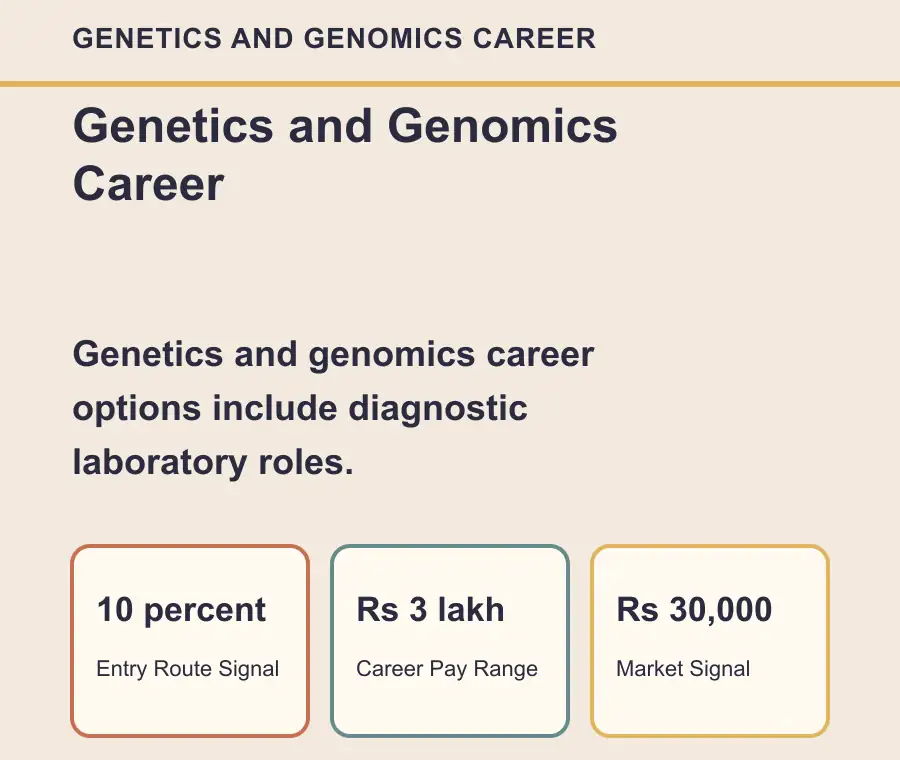 GENETICS AND GENOMICS CAREER
Genetics and Genomics
Career
Genetics and genomics career
options include diagnostic
laboratory roles.
10 percent
Entry Route Signal
Rs 3 lakh
Career Pay Range
Rs 30,000
Market Signal